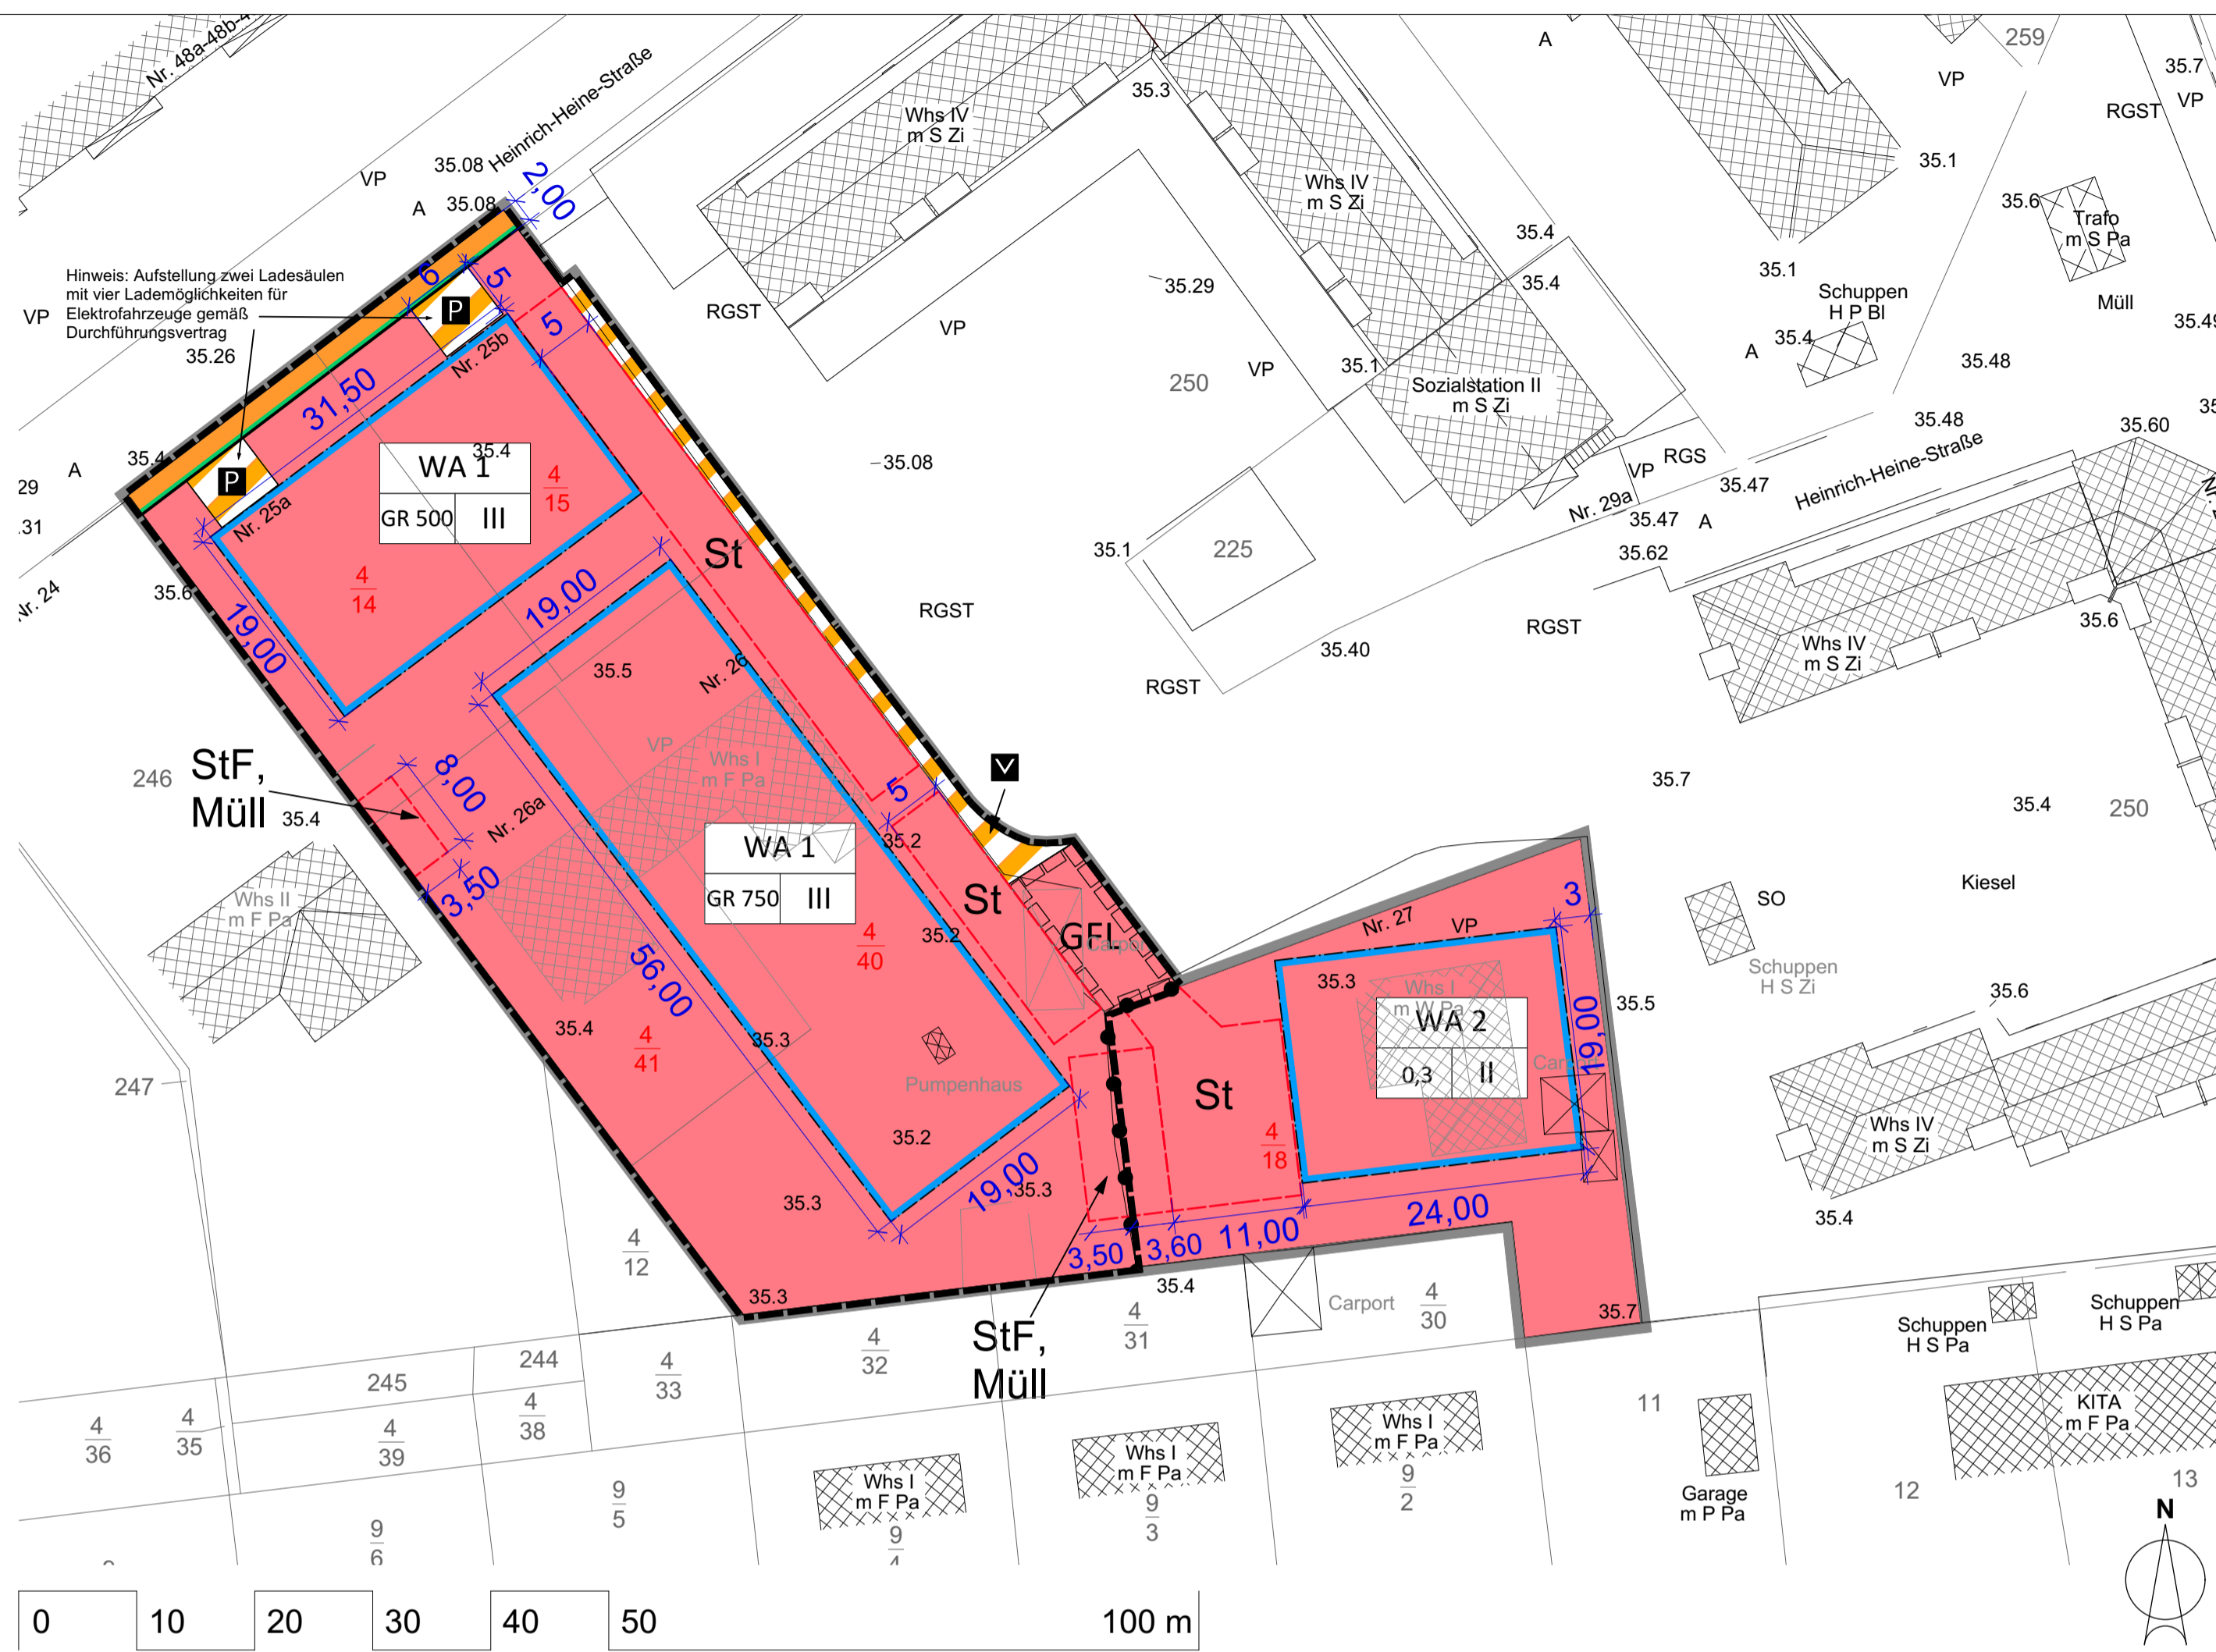 Nr. 48a-48b-4
Heinrich-Heine-Straße
VP
35.08
A
35.08
2,00
Whs IV
m S Zi
35.3
A
259
VP
35.7
RGST
VP
35.1
Whs IV
m S Zi
35.6
Trafo
m S Pa
35.4
35.1
Müll
Hinweis: Aufstellung zwei Ladesäulen
mit vier Lademöglichkeiten für
Elektrofahrzeuge gemäß
Durchführungsvertrag
VP
35.26
6
5
P
5
Nr. 25b
RGST
VP
35.29
35.4
Schuppen
H P Bl
35.4
35.49
A
35.48
250
VP
35.1
Sozialstation II
m S Zi
35.48
35.60
31,50
35.4
WA 1
GR 500
III
4
15
P
Nr. 25a
35.4
A
29
.31
35.08
VP
RGS
35.47
Nr. 29a
35.47
A
35.62
Heinrich-Heine-Straße
35.1
225
St
4
14
35.6
19,00
Nr. 24
19,00
RGST
RGST
35.40
RGST
Whs IV
m S Zi
35.6
35.5
Nr. 26
VP
Whs I
m F Pa
246
StF,
Müll
35.4
8,00
Nr. 26a
3,50
5
35.2
V
35.7
35.4
250
WA 1
GR 750
III
4
40
St
35.2
GFL
Carport
Whs II
m F Pa
56,00
35.4
4
41
35.3
Pumpenhaus
35.2
Nr. 27
VP
3
35.3
Whs I
m W Pa
WA 2
0,3
II
Carport
19,00
35.5
Kiesel
SO
Schuppen
H S Zi
35.6
Whs IV
m S Zi
35.4
247
St
4
18
19,00
35.3
35.3
3,50
3,60
11,00
24,00
4
12
35.3
35.4
35.7
StF,
Müll
4
31
Carport
4
30
Schuppen
H S Pa
Schuppen
H S Pa
244
245
4
33
4
32
4
36
4
35
4
39
4
38
11
KITA
m F Pa
Whs I
m F Pa
Whs I
m F Pa
Whs I
m F Pa
9
5
9
6
9
4
9
3
9
2
Garage
m P Pa
12
13
N
0
10
20
30
40
50
100 m